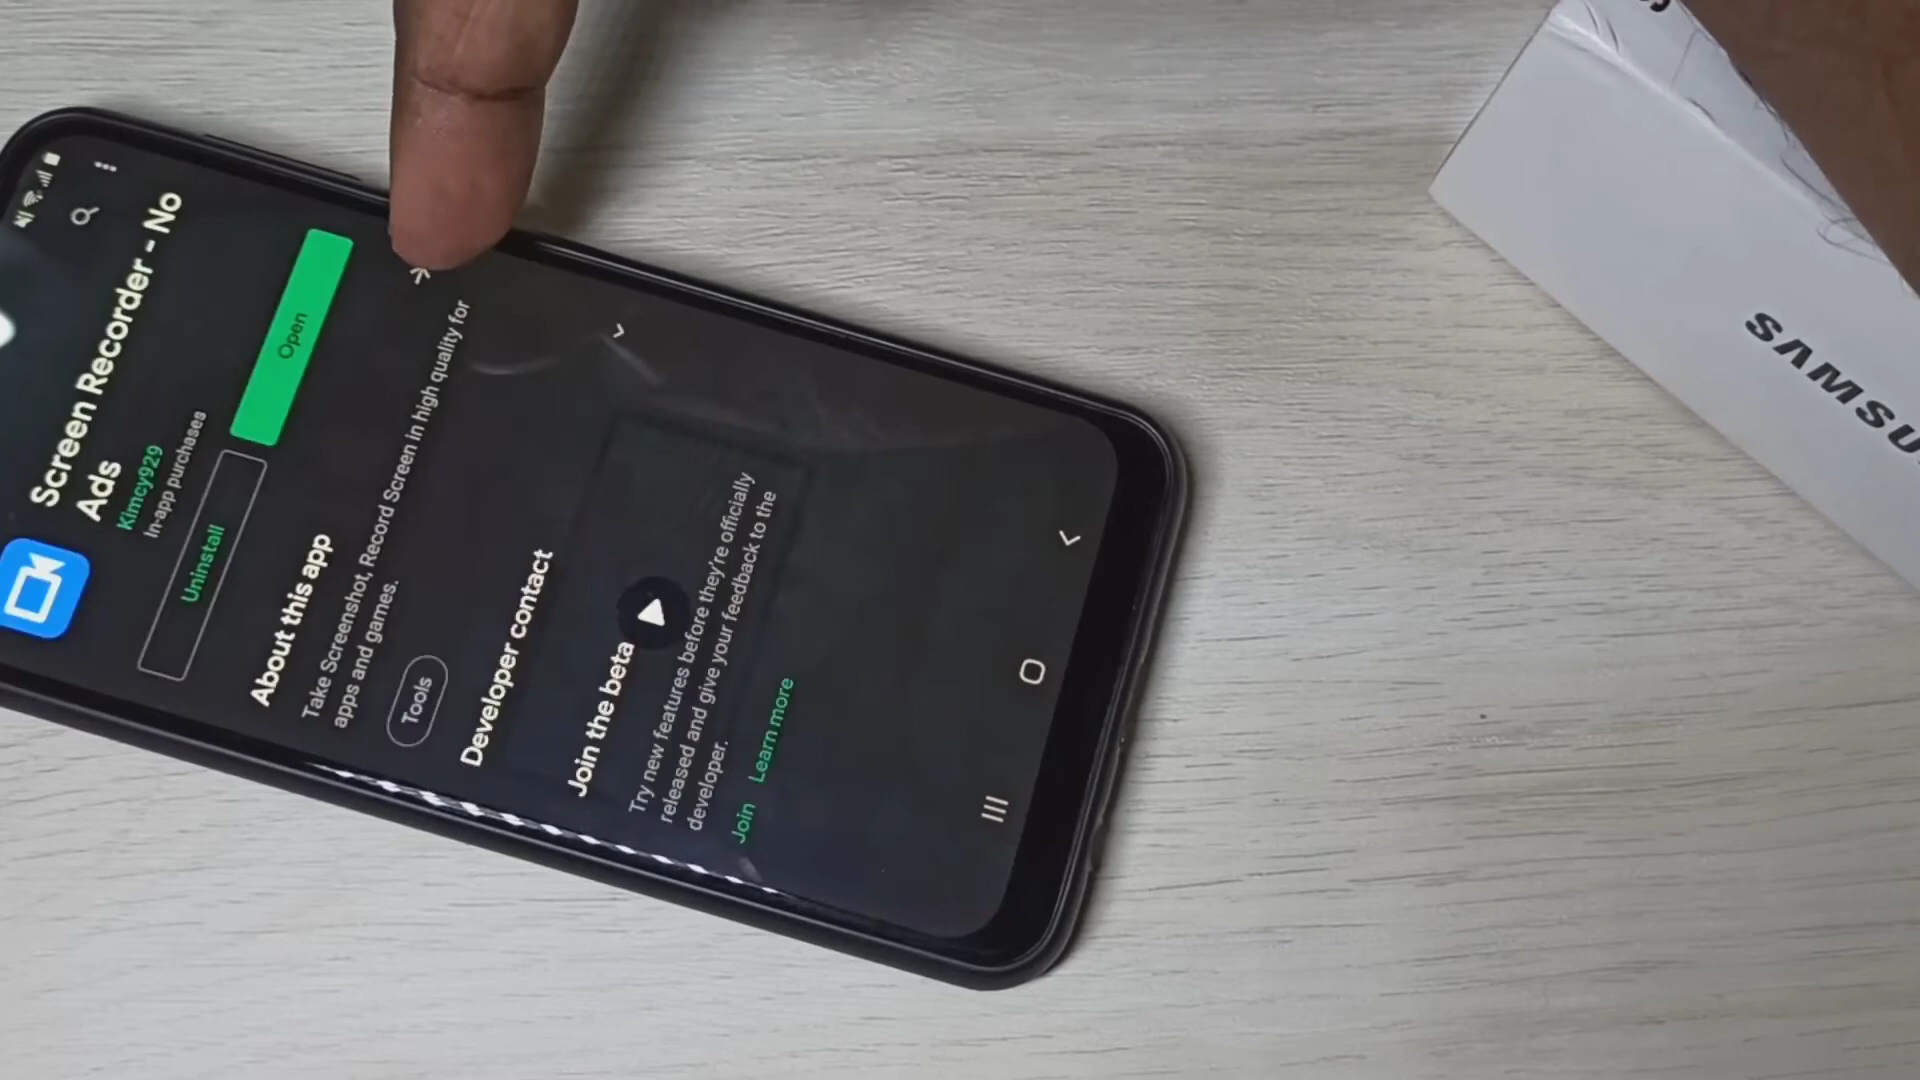 Screen Recorder - No
Ads
Kimcy929
In-app purchases
Uninstall
Open
About this app
Take Screenshot, Record Screen in high quality for
apps and games.
Tools
Developer contact
Join the beta
Try new features before they're officially
released and give your feedback to the
developer.
Join
Learn more
SAMSU